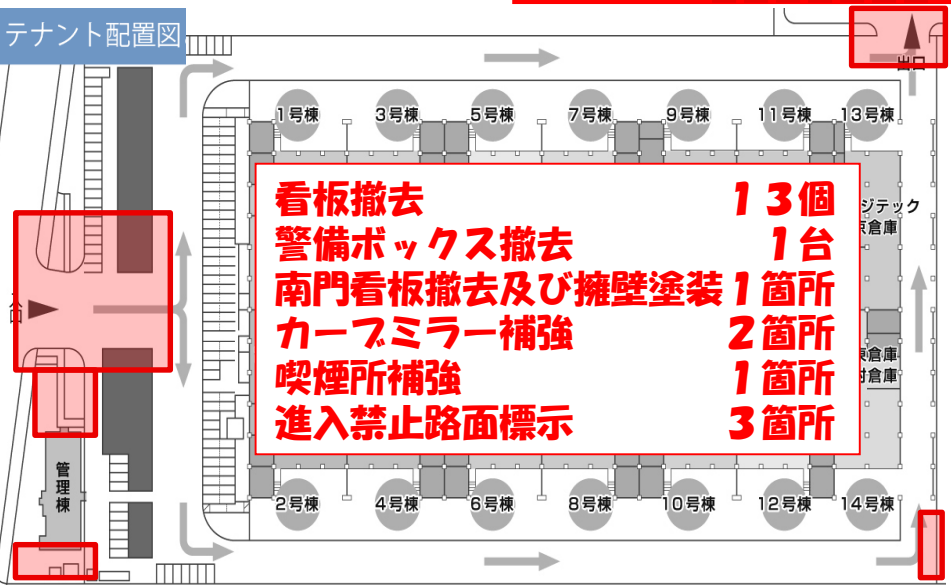 テナント配置図
出口
1号棟
3号棟
5号棟
7号棟
9号棟
11号棟
13号棟
看板撤去 13個
警備ボックス撤去 1台
南門看板撤去及び擁壁塗装1箇所
カーブミラー補強 2箇所
喫煙所補強 1箇所
進入禁止路面標示 3箇所
ジテック
京倉庫
東倉庫
倉庫
管理棟
2号棟
4号棟
6号棟
8号棟
10号棟
12号棟
14号棟